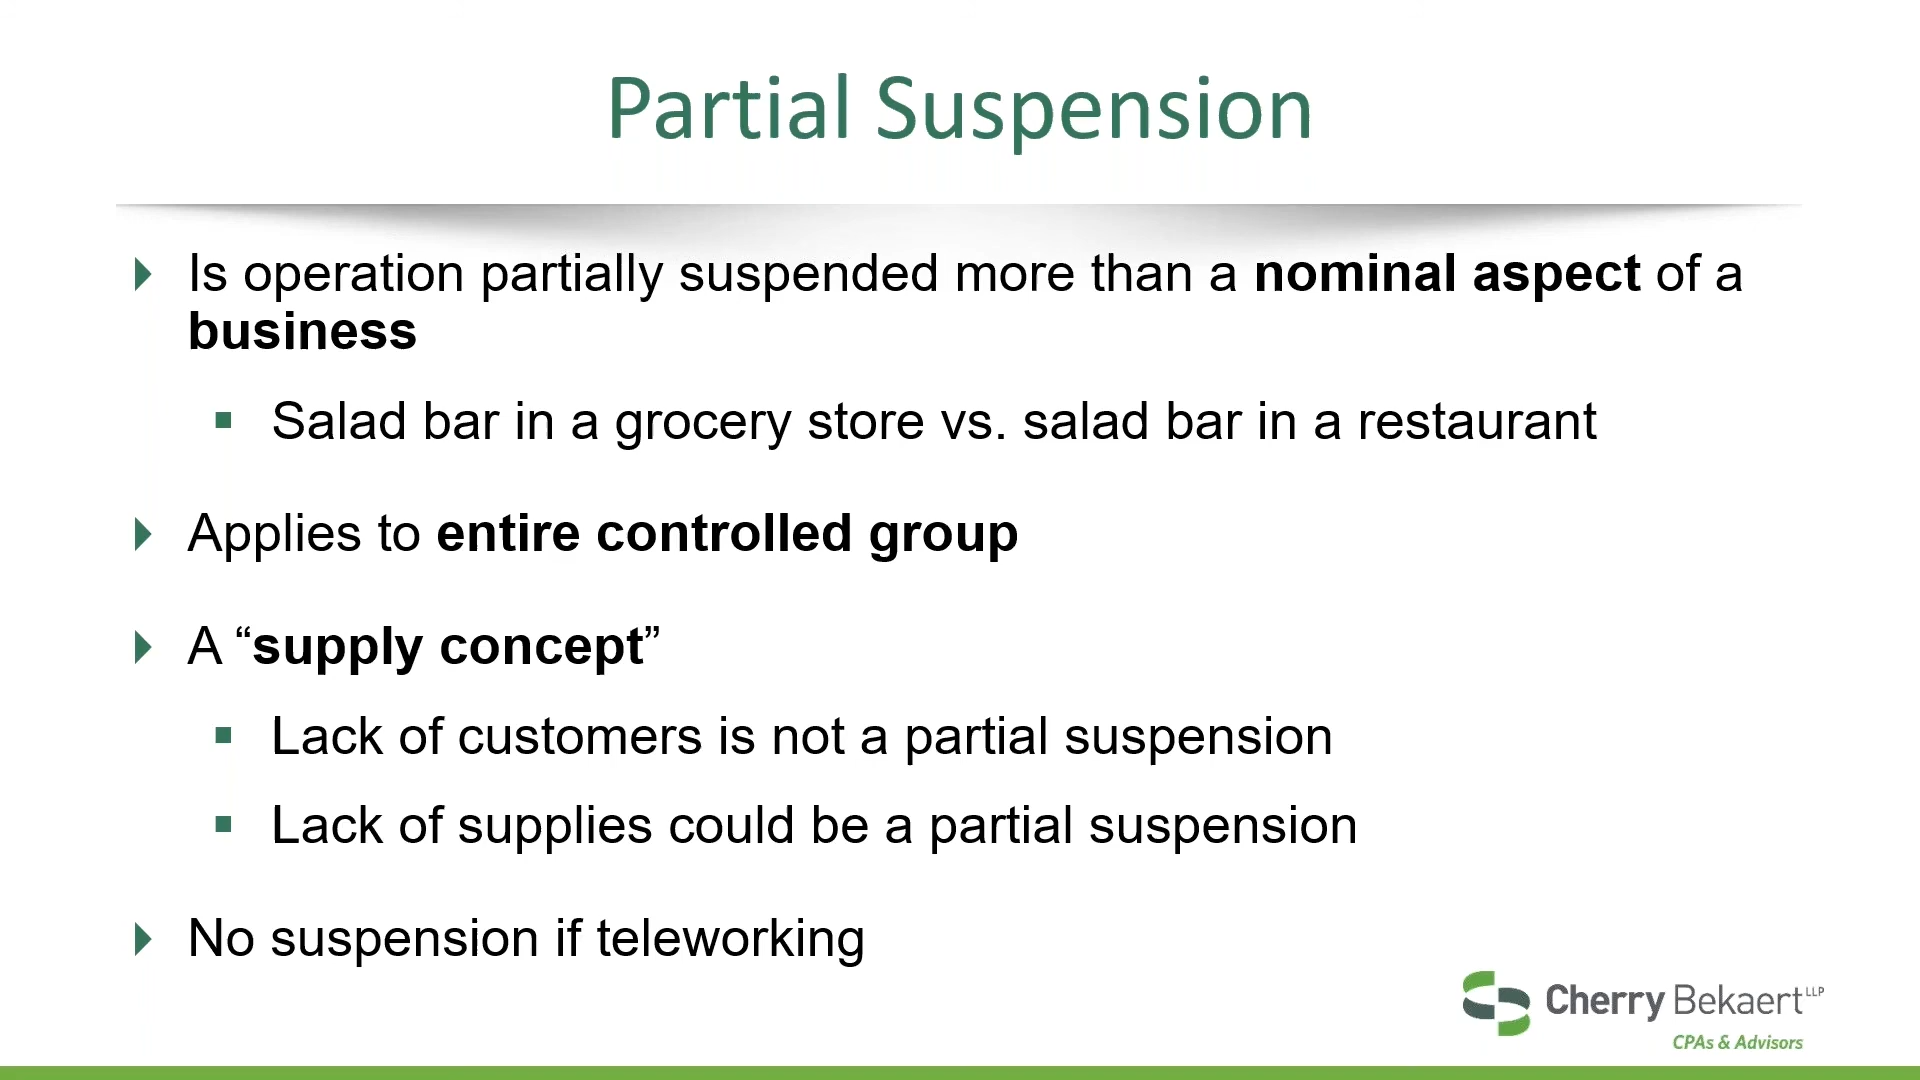 Partial Suspension
Is operation partially suspended more than a nominal aspect of a
business
Salad bar in a grocery store vs. salad bar in a restaurant
Applies to entire controlled group
A “supply concept”
Lack of customers is not a partial suspension
Lack of supplies could be a partial suspension
No suspension if teleworking
Cherry Bekaert LLP
CPAs & Advisors